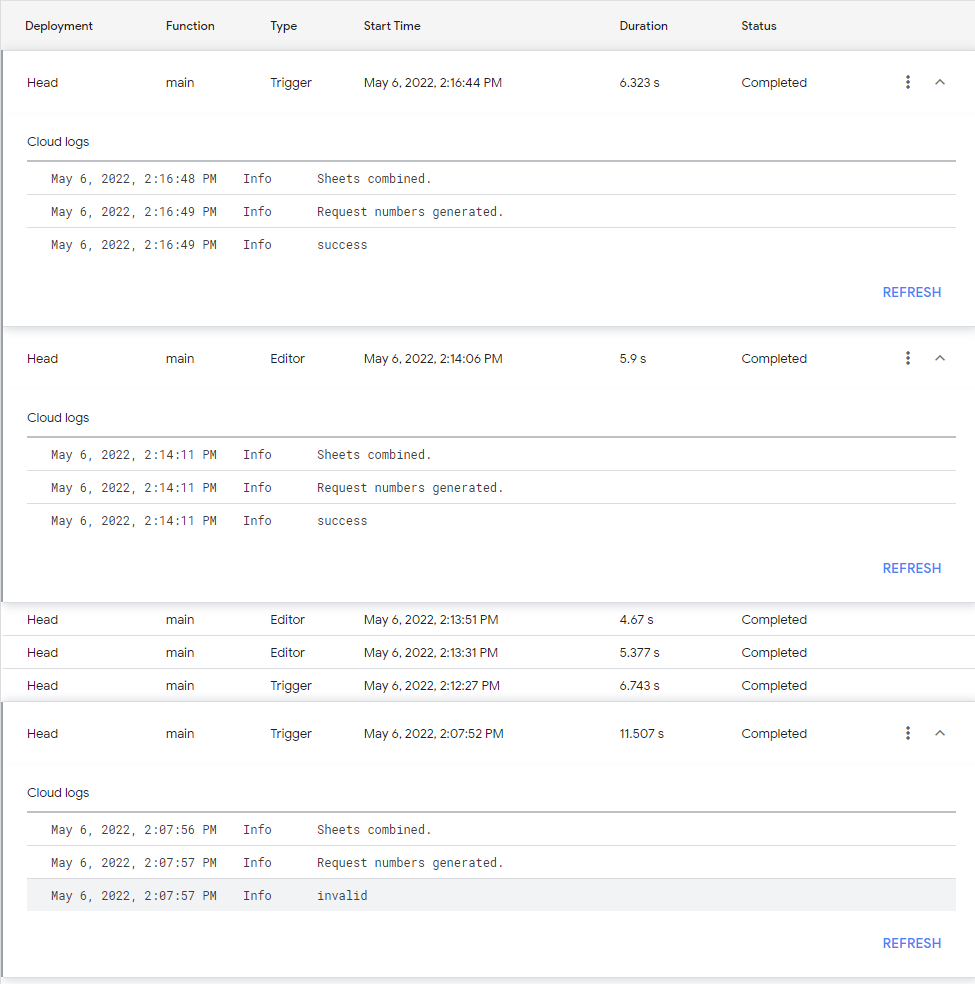 Deployment Function Type Start Time Duration Status
Head main Trigger May 6, 2022, 2:16:44 PM 6.323 s Completed
Cloud logs
May 6, 2022, 2:16:48 PM Info Sheets combined.
May 6, 2022, 2:16:49 PM Info Request numbers generated.
May 6, 2022, 2:16:49 PM Info success
REFRESH
Head main Editor May 6, 2022, 2:14:06 PM 5.9 s Completed
Cloud logs
May 6, 2022, 2:14:11 PM Info Sheets combined.
May 6, 2022, 2:14:11 PM Info Request numbers generated.
May 6, 2022, 2:14:11 PM Info success
REFRESH
Head main Editor May 6, 2022, 2:13:51 PM 4.67 s Completed
Head main Editor May 6, 2022, 2:13:31 PM 5.377 s Completed
Head main Trigger May 6, 2022, 2:12:27 PM 6.743 s Completed
Head main Trigger May 6, 2022, 2:07:52 PM 11.507 s Completed
Cloud logs
May 6, 2022, 2:07:56 PM Info Sheets combined.
May 6, 2022, 2:07:57 PM Info Request numbers generated.
May 6, 2022, 2:07:57 PM Info invalid
REFRESH